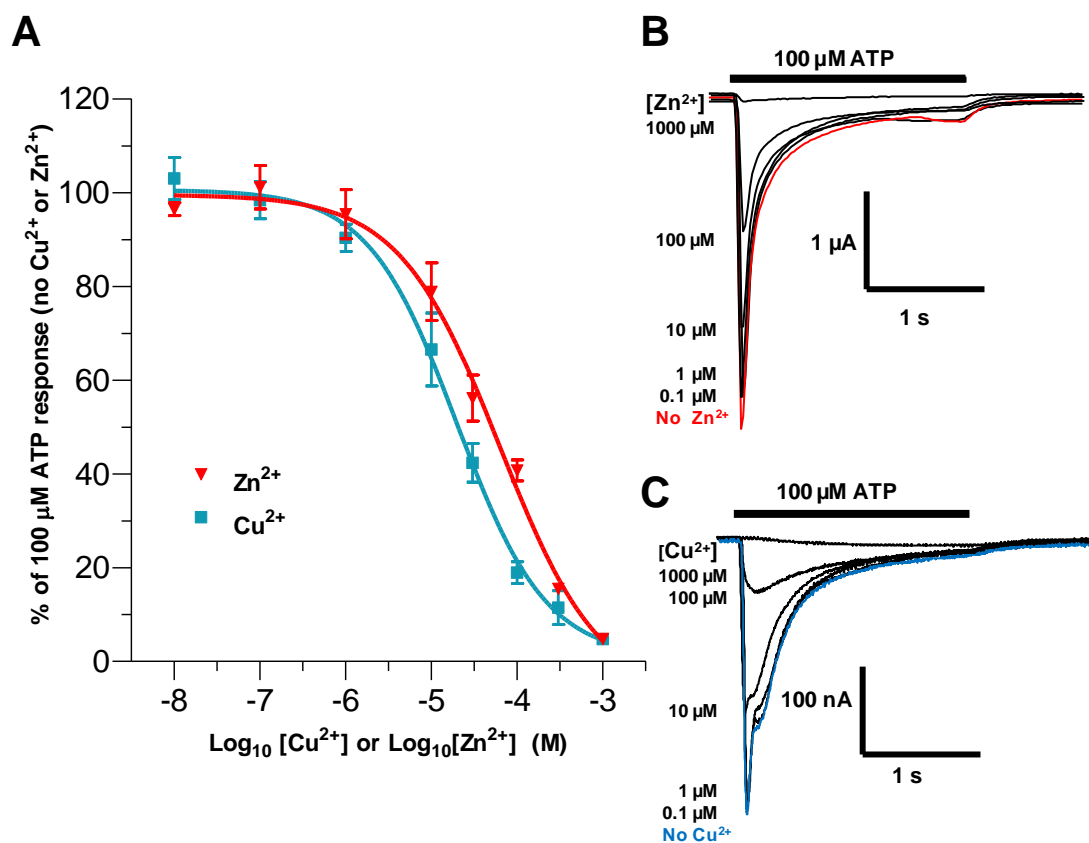 A
% of 100 µM ATP response (no Cu²⁺ or Zn²⁺)
120
100
80
60
40
20
0
Zn²⁺
Cu²⁺
-8
-7
-6
-5
-4
-3
Log₁₀ [Cu²⁺] or Log₁₀[Zn²⁺] (M)
B
100 µM ATP
[Zn²⁺]
1000 µM
100 µM
10 µM
1 µM
0.1 µM
No Zn²⁺
1 µA
1 s
C
100 µM ATP
[Cu²⁺]
1000 µM
100 µM
10 µM
1 µM
0.1 µM
No Cu²⁺
100 nA
1 s